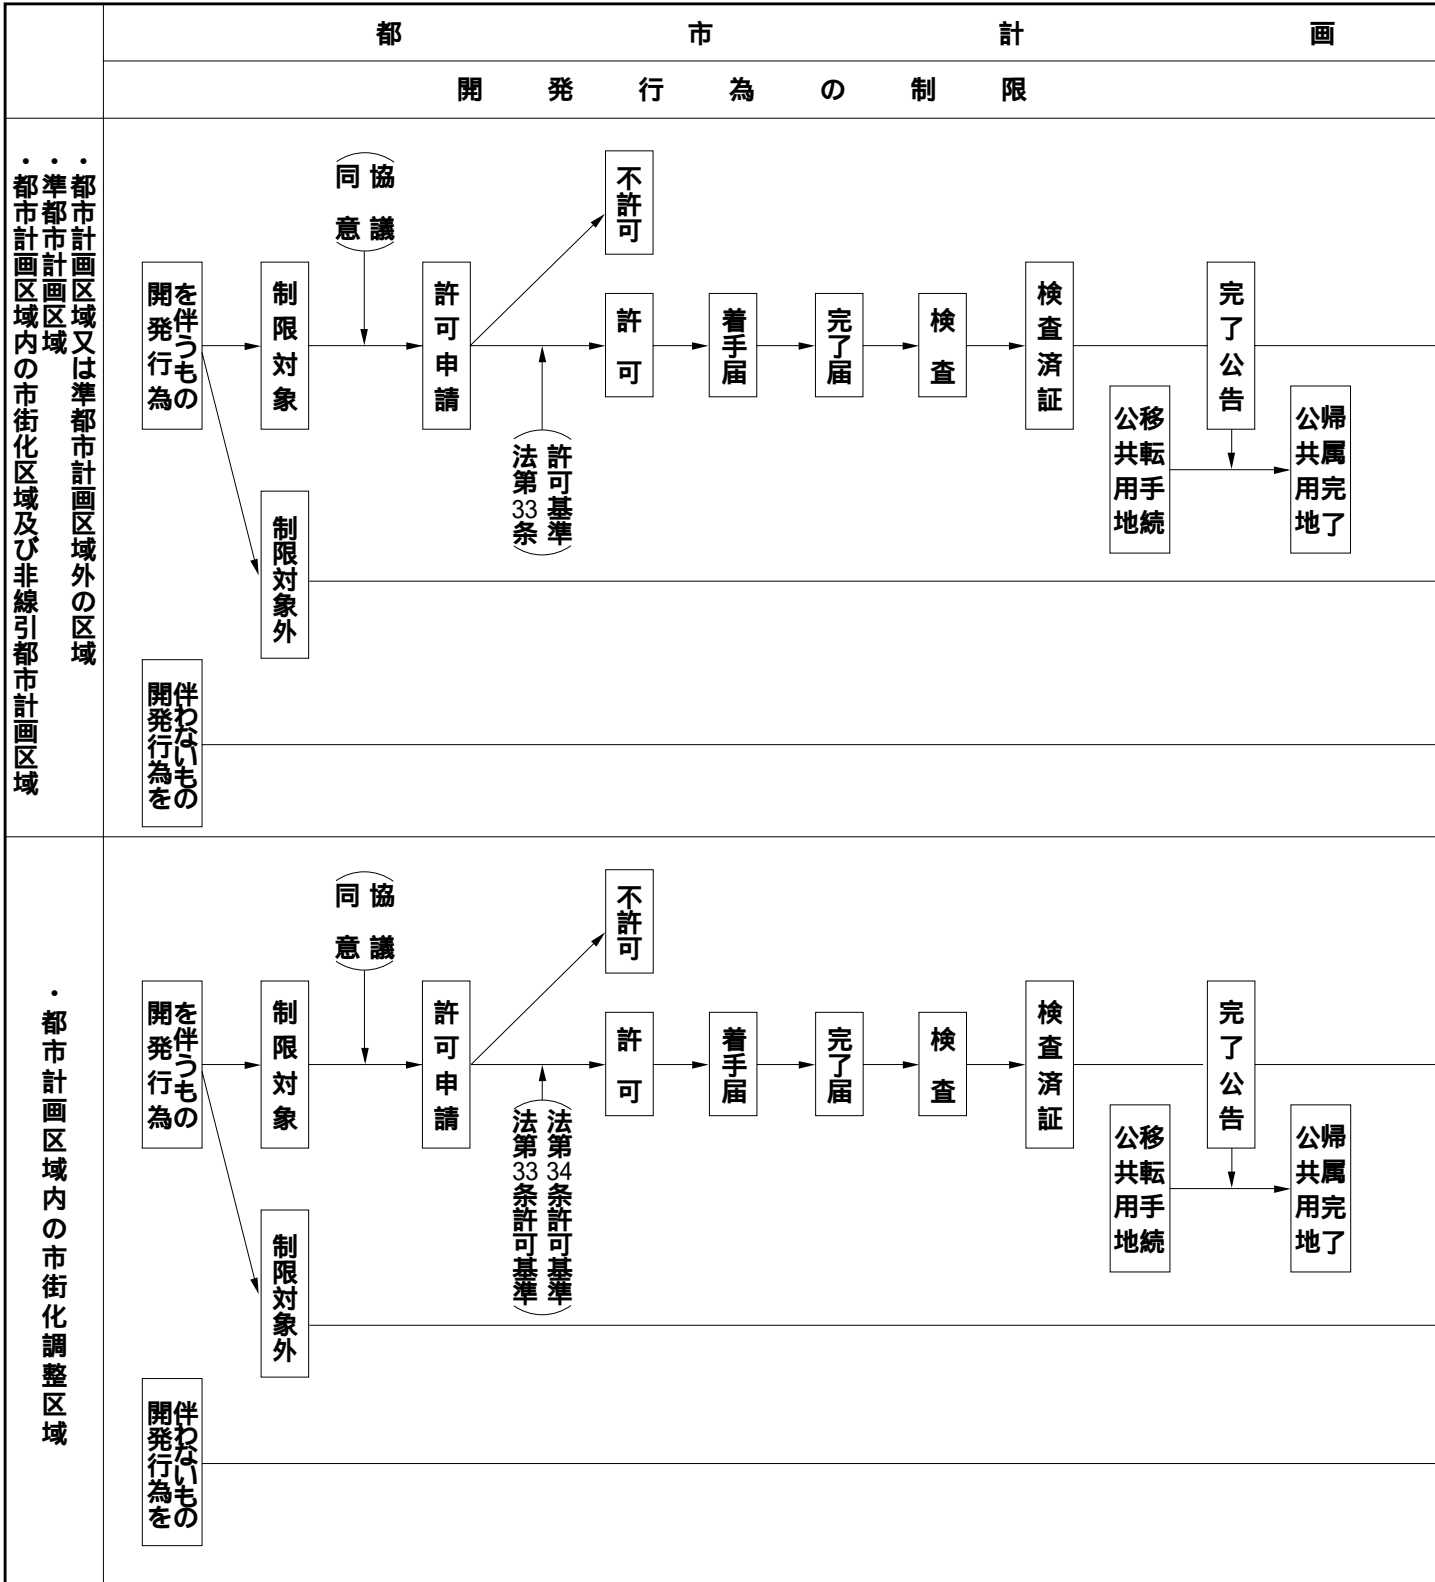 都市計画
開発行為の制限
・都市計画区域又は準都市計画区域外の区域
・準都市計画区域
・都市計画区域内の市街化区域及び非線引都市計画区域
開発行為を伴うもの
制限対象
協議
同意
許可申請
不許可
許可基準
法第33条
許可
着手届
完了届
検査
検査済証
公共用地移転手続
完了公告
公共用地帰属完了
制限対象外
開発行為を伴わないもの
・都市計画区域内の市街化調整区域
開発行為を伴うもの
制限対象
協議
同意
許可申請
不許可
法第34条許可基準
法第33条許可基準
許可
着手届
完了届
検査
検査済証
公共用地移転手続
完了公告
公共用地帰属完了
制限対象外
開発行為を伴わないもの